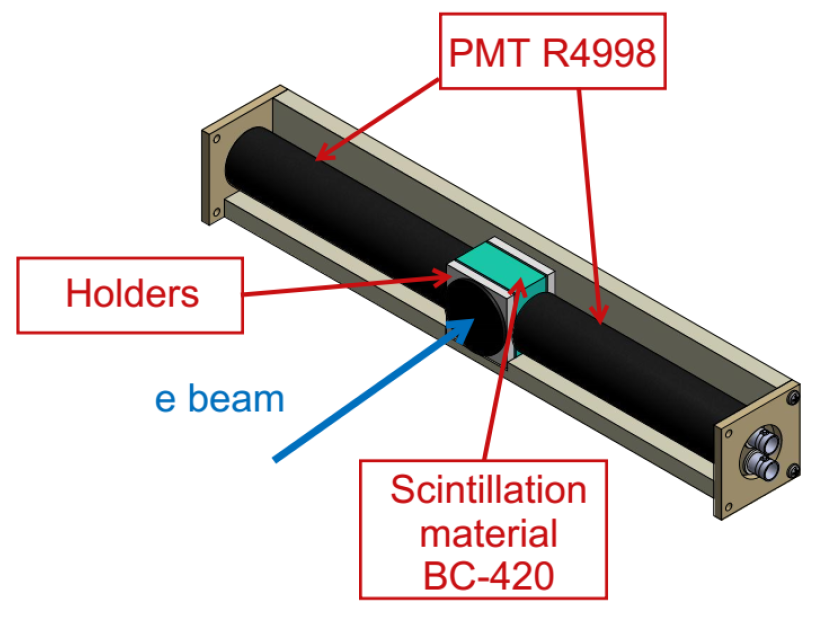 PMT R4998
Holders
e beam
Scintillation
material
BC-420